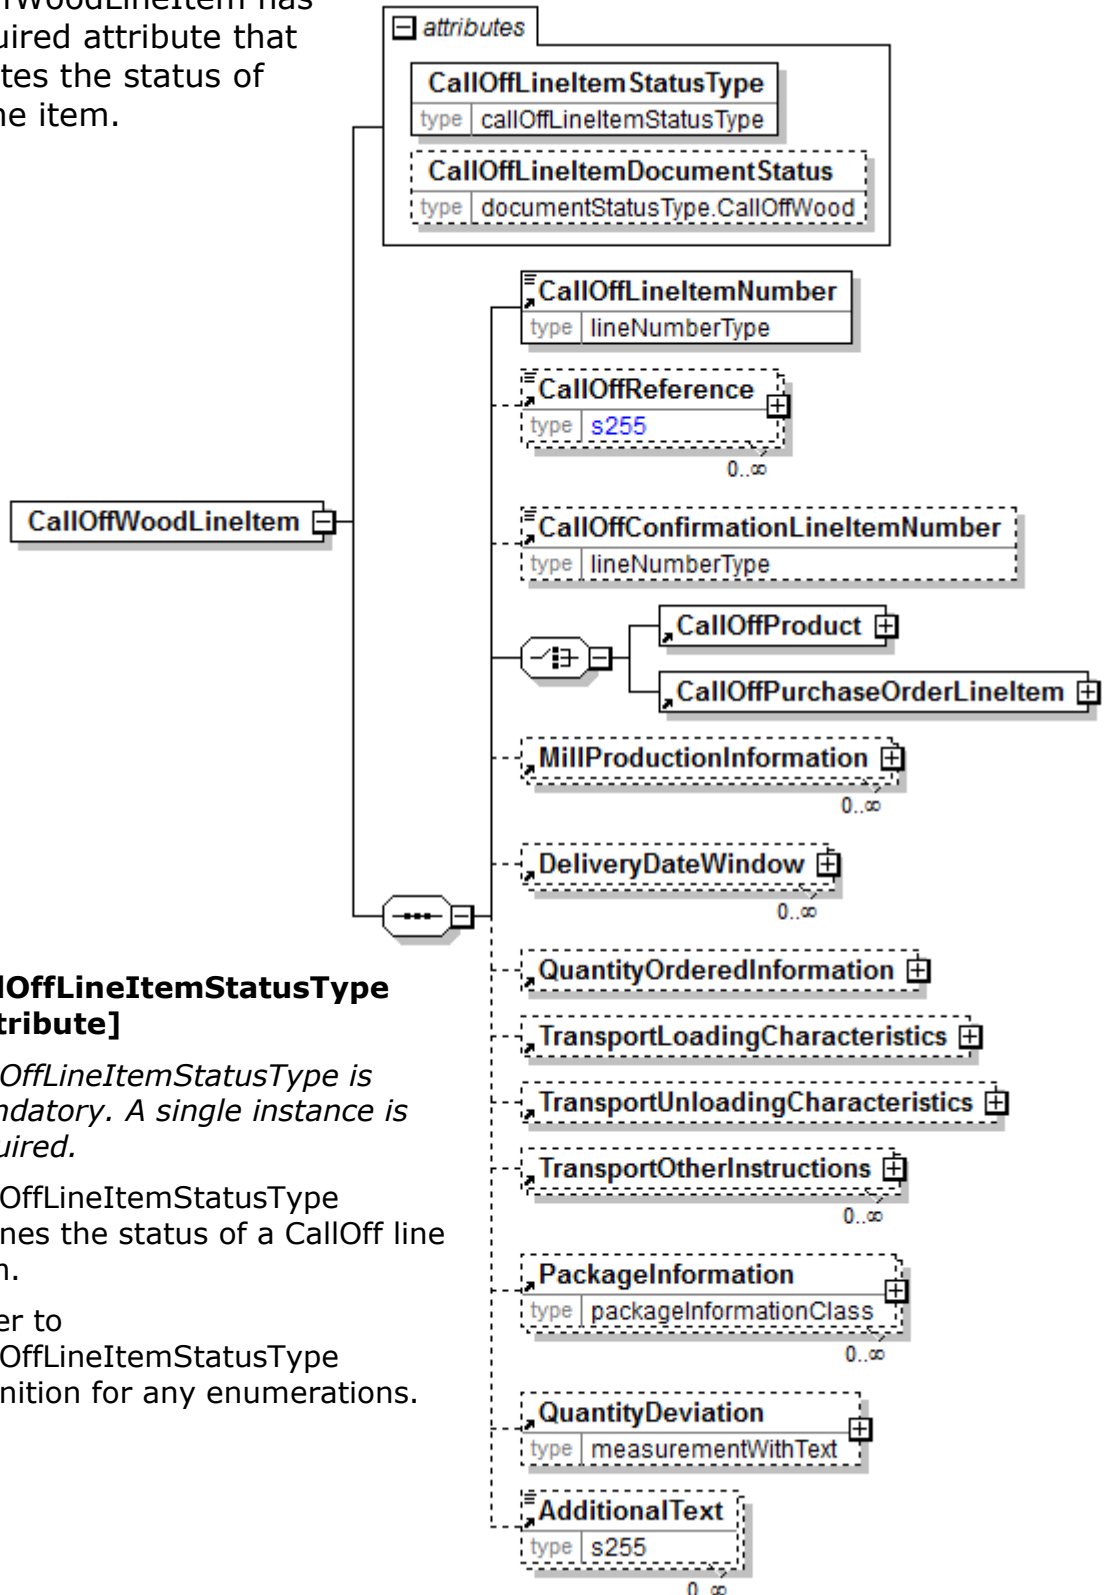 attributes
uired attribute that
tes the status of
ne item.
CallOffLineItemStatusType
type callOffLineItemStatusType
CallOffLineItemDocumentStatus
type documentStatusType.CallOffWood
CallOffLineItemNumber
type lineNumberType
CallOffReference
type s255
0..∞
CallOffWoodLineItem
CallOffConfirmationLineItemNumber
type lineNumberType
CallOffProduct
CallOffPurchaseOrderLineItem
MillProductionInformation
0..∞
DeliveryDateWindow
0..∞
QuantityOrderedInformation
TransportLoadingCharacteristics
TransportUnloadingCharacteristics
TransportOtherInstructions
0..∞
PackageInformation
type packageInformationClass
0..∞
QuantityDeviation
type measurementWithText
AdditionalText
type s255
0..∞
lOffLineItemStatusType
tribute]
OffLineItemStatusType is
ndatory. A single instance is
uired.
OffLineItemStatusType
nes the status of a CallOff line
n.
er to
OffLineItemStatusType
nition for any enumerations.